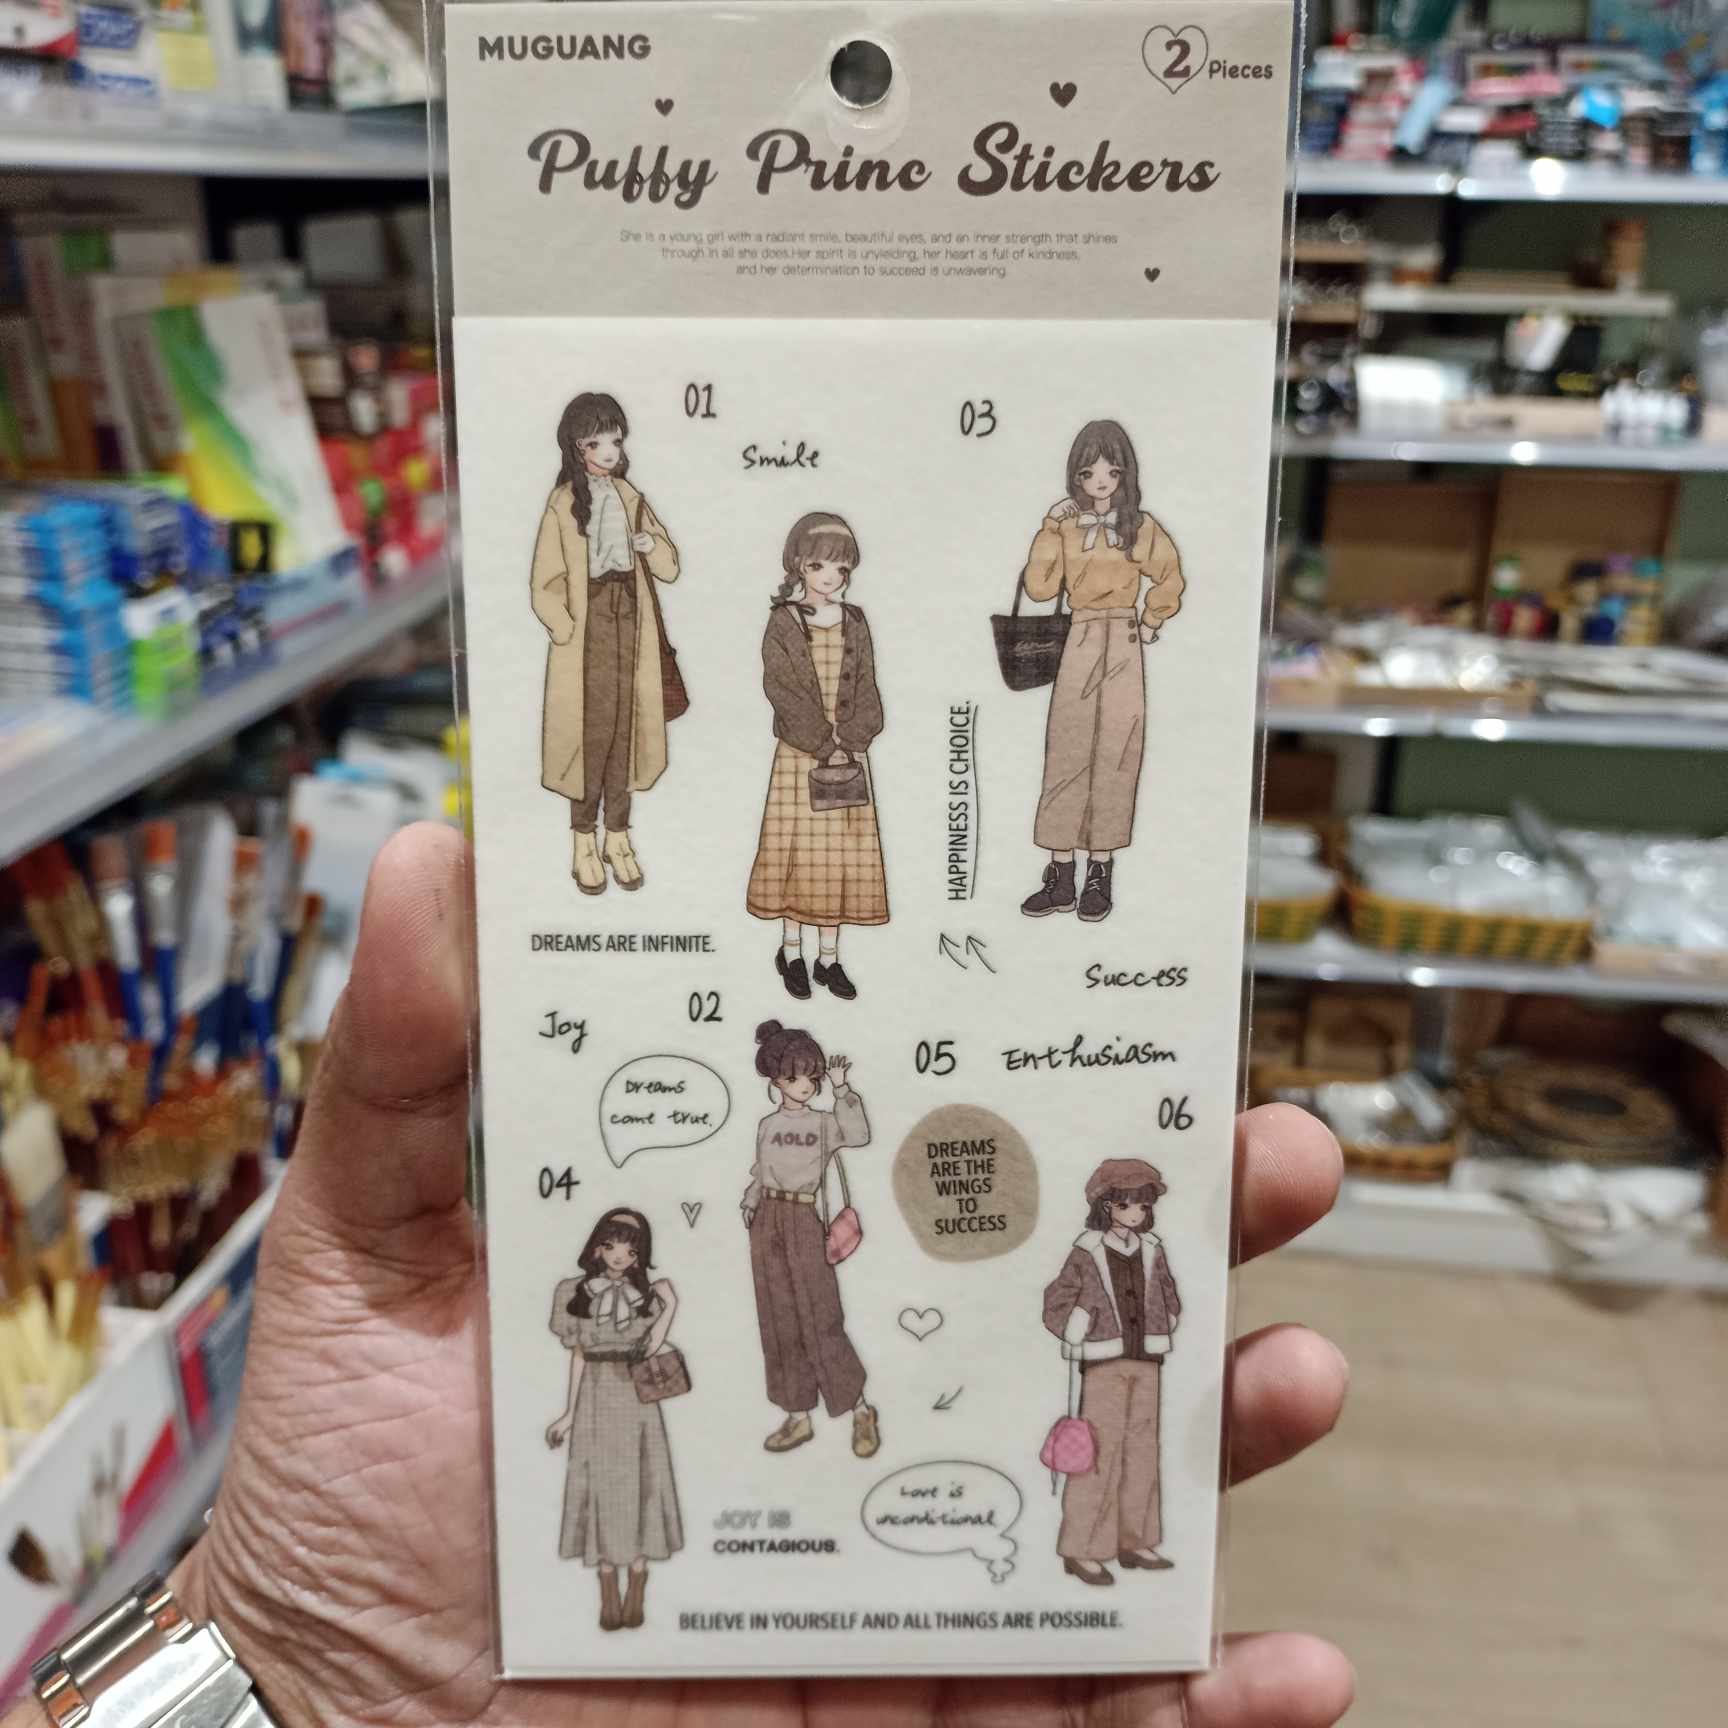 MUGUANG
2 Pieces
Puffy Princ Stickers
She is a young girl with a radiant smile, beautiful eyes, and an inner strength that shines
through in all she does.Her spirit is unyielding, her heart is full of kindness,
and her determination to succeed is unwavering.
01
Smile
03
HAPPINESS IS CHOICE.
DREAMS ARE INFINITE.
Success
Joy
02
05
Enthusiasm
Dreams
come true.
06
AOLD
DREAMS
ARE THE
WINGS
TO
SUCCESS
04
Love is
unconditional
JOY IS
CONTAGIOUS.
BELIEVE IN YOURSELF AND ALL THINGS ARE POSSIBLE.